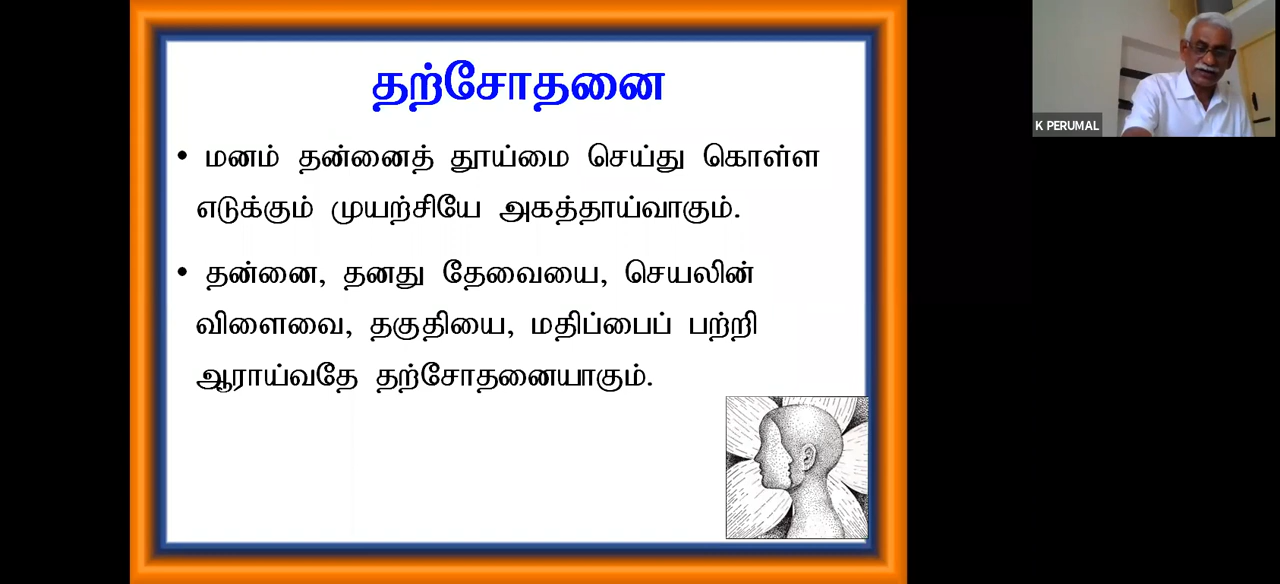 தற்சோதனை
• மனம் தன்னைத் தூய்மை செய்து கொள்ள
எடுக்கும் முயற்சியே அகத்தாய்வாகும்.
• தன்னை, தனது தேவையை, செயலின்
விளைவை, தகுதியை, மதிப்பைப் பற்றி
ஆராய்வதே தற்சோதனையாகும்.
K PERUMAL